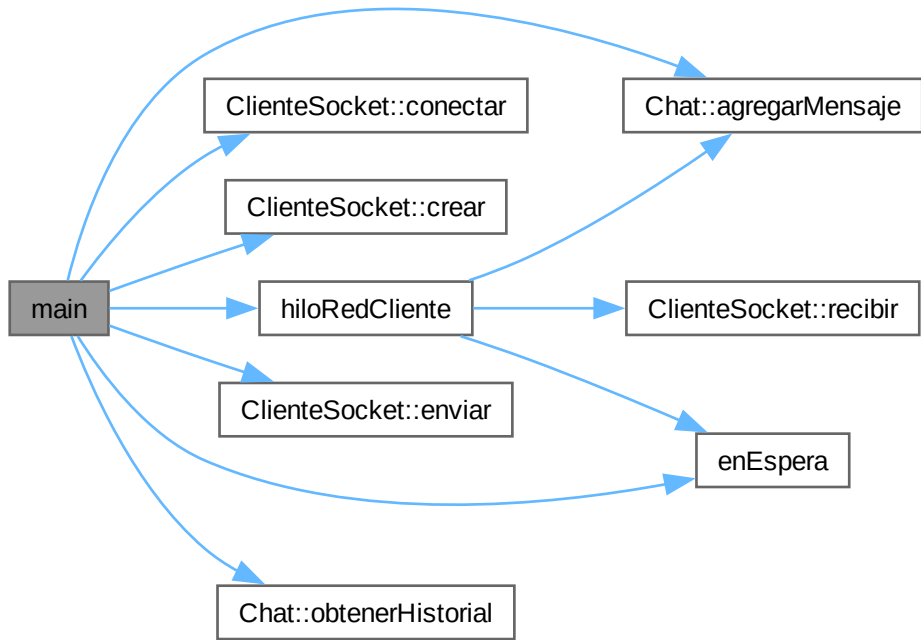 main
ClienteSocket::conectar
ClienteSocket::crear
hiloRedCliente
ClienteSocket::enviar
Chat::obtenerHistorial
Chat::agregarMensaje
ClienteSocket::recibir
enEspera